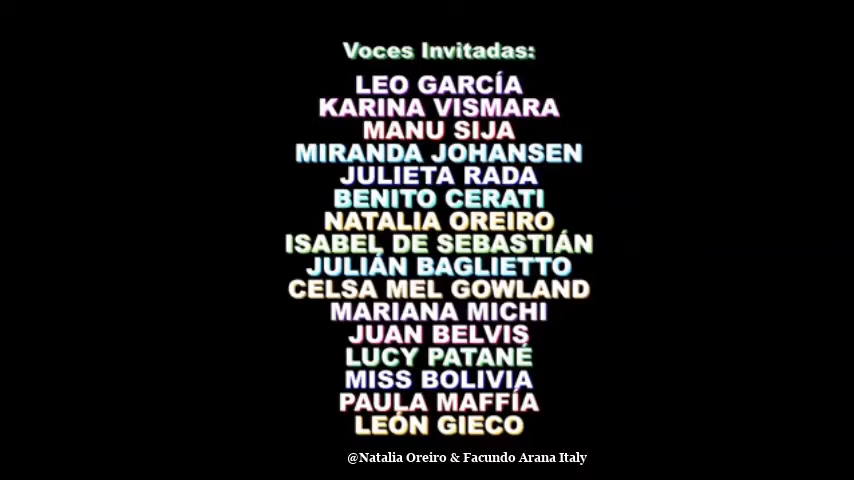 Voces Invitadas:
LEO GARCÍA
KARINA VISMARA
MANU SIJA
MIRANDA JOHANSEN
JULIETA RADA
BENITO CERATI
NATALIA OREIRO
ISABEL DE SEBASTIÁN
JULIÁN BAGLIETTO
CELSA MEL GOWLAND
MARIANA MICHI
JUAN BELVIS
LUCY PATANÉ
MISS BOLIVIA
PAULA MAFFÍA
LEÓN GIECO
@Natalia Oreiro & Facundo Arana Italy